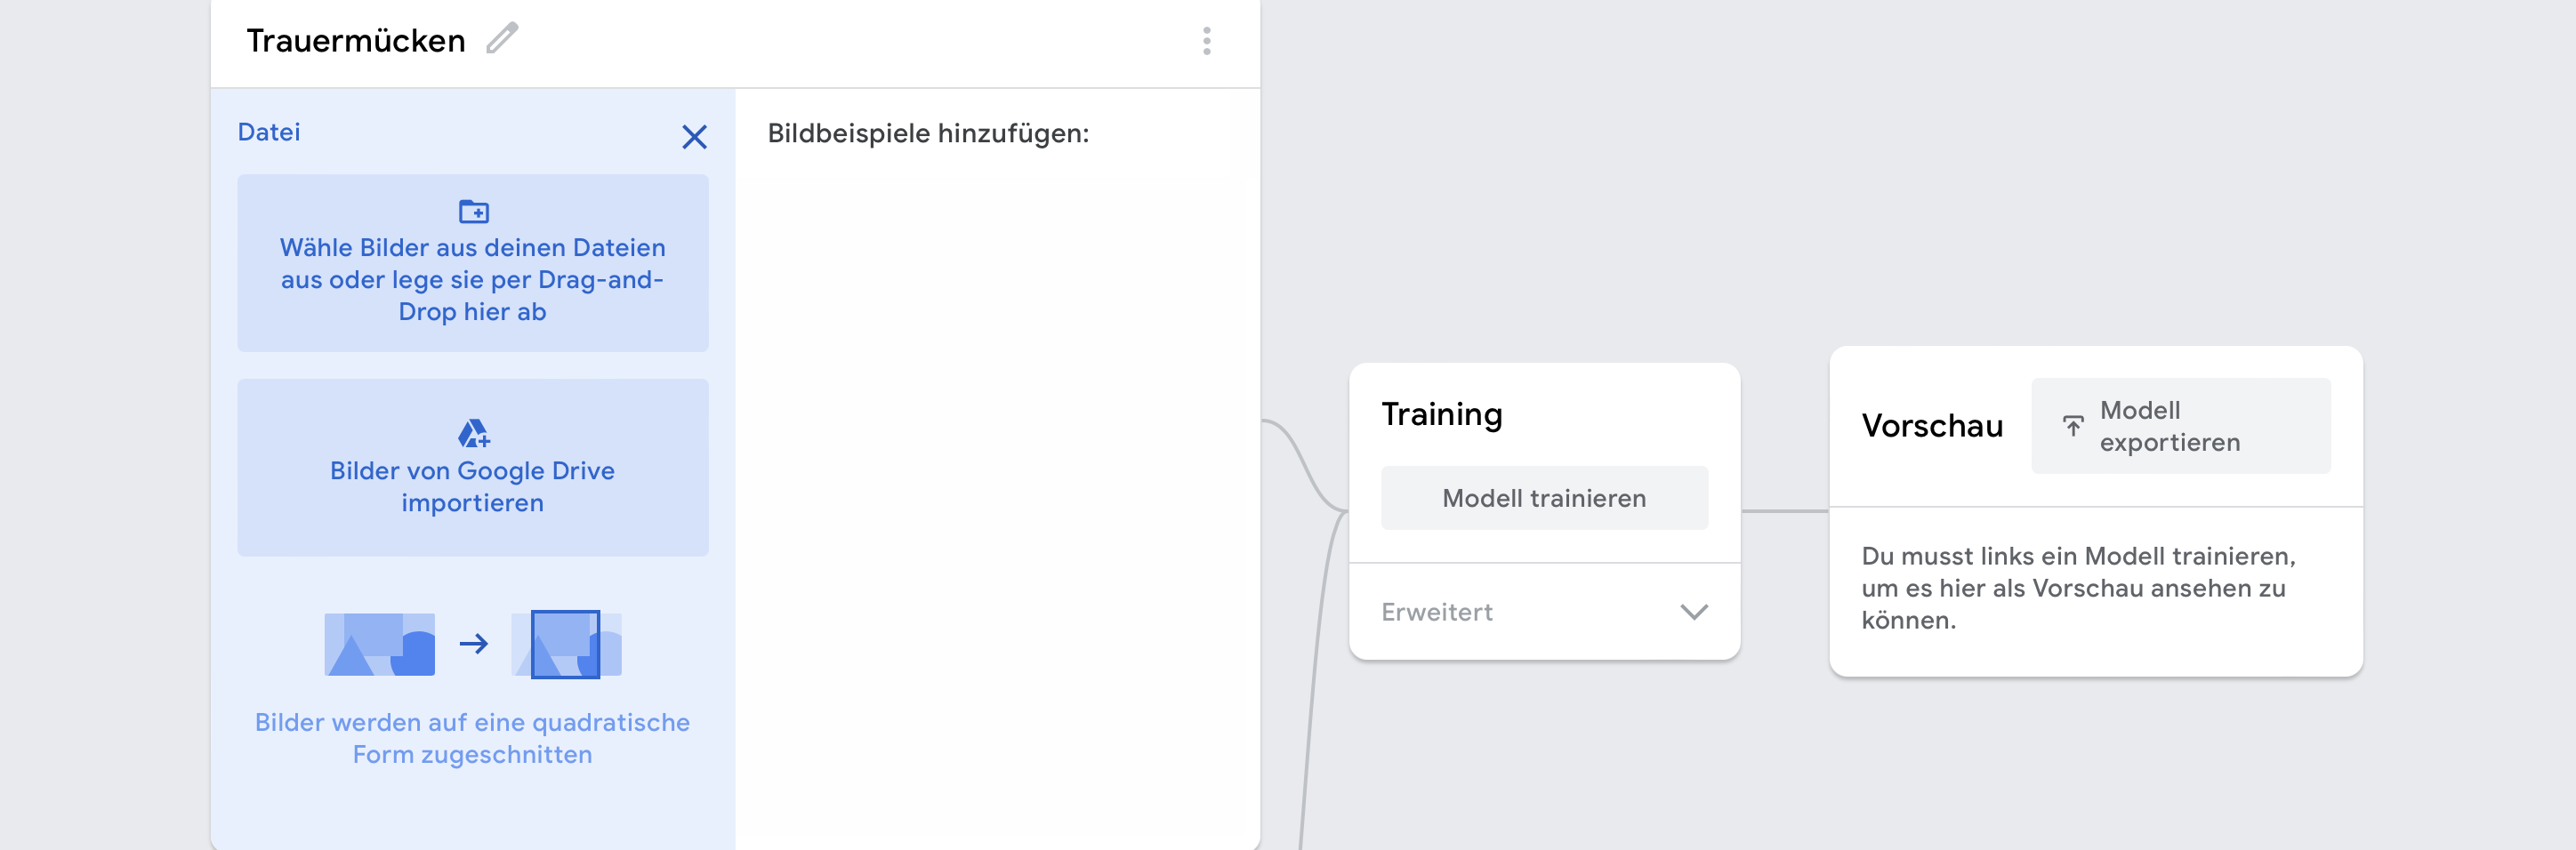 Trauermücken
Datei
Wähle Bilder aus deinen Dateien
aus oder lege sie per Drag-and-
Drop hier ab
Bilder von Google Drive
importieren
Bilder werden auf eine quadratische
Form zugeschnitten
Bildbeispiele hinzufügen:
Training
Modell trainieren
Erweitert
Vorschau
Modell
exportieren
Du musst links ein Modell trainieren,
um es hier als Vorschau ansehen zu
können.